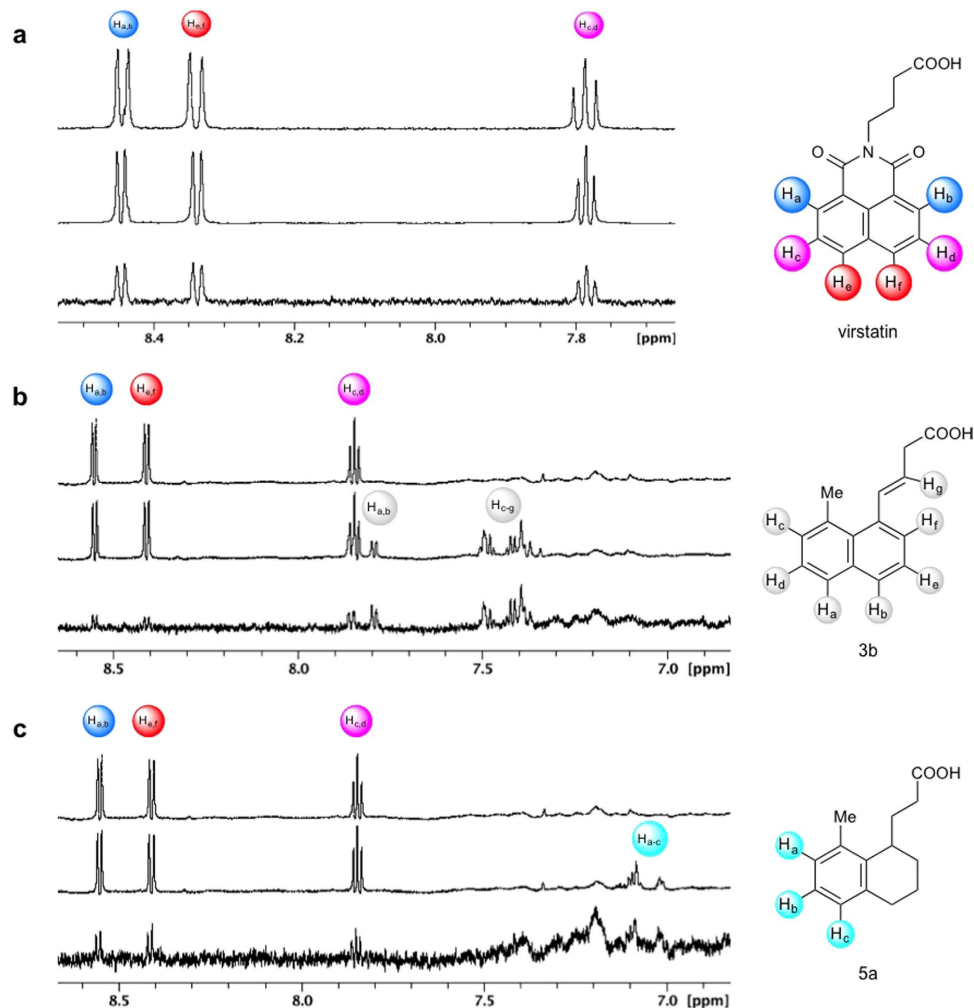 a
Ha,b
He,f
Hc,d
8.4
8.2
8.0
7.8
[ppm]
COOH
O
N
O
Ha
Hb
Hc
Hd
He
Hf
virstatin
b
Ha,b
He,f
Hc,d
Ha,b
Hc-g
8.5
8.0
7.5
7.0
[ppm]
COOH
Me
Hg
Hc
Hf
Hd
He
Ha
Hb
3b
c
Ha,b
He,f
Hc,d
Ha-c
8.5
8.0
7.5
7.0
[ppm]
COOH
Me
Ha
Hb
Hc
5a